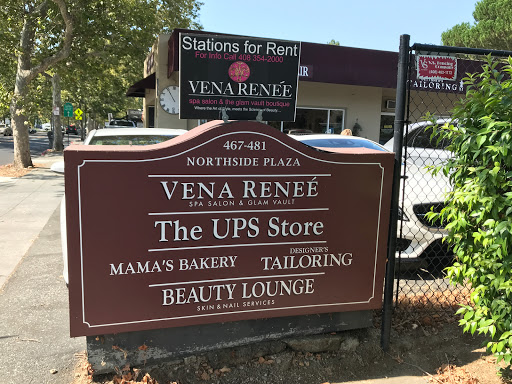 Stations for Rent
For Info Call 408 354-2000
VENA RENEÉ
spa salon & the glam vault boutique
467-481
NORTHSIDE PLAZA
VENA RENEÉ
SPA SALON & GLAM VAULT
The UPS Store
MAMA'S BAKERY
DESIGNER'S
TAILORING
BEAUTY LOUNGE
SKIN & NAIL SERVICES
TAILORING